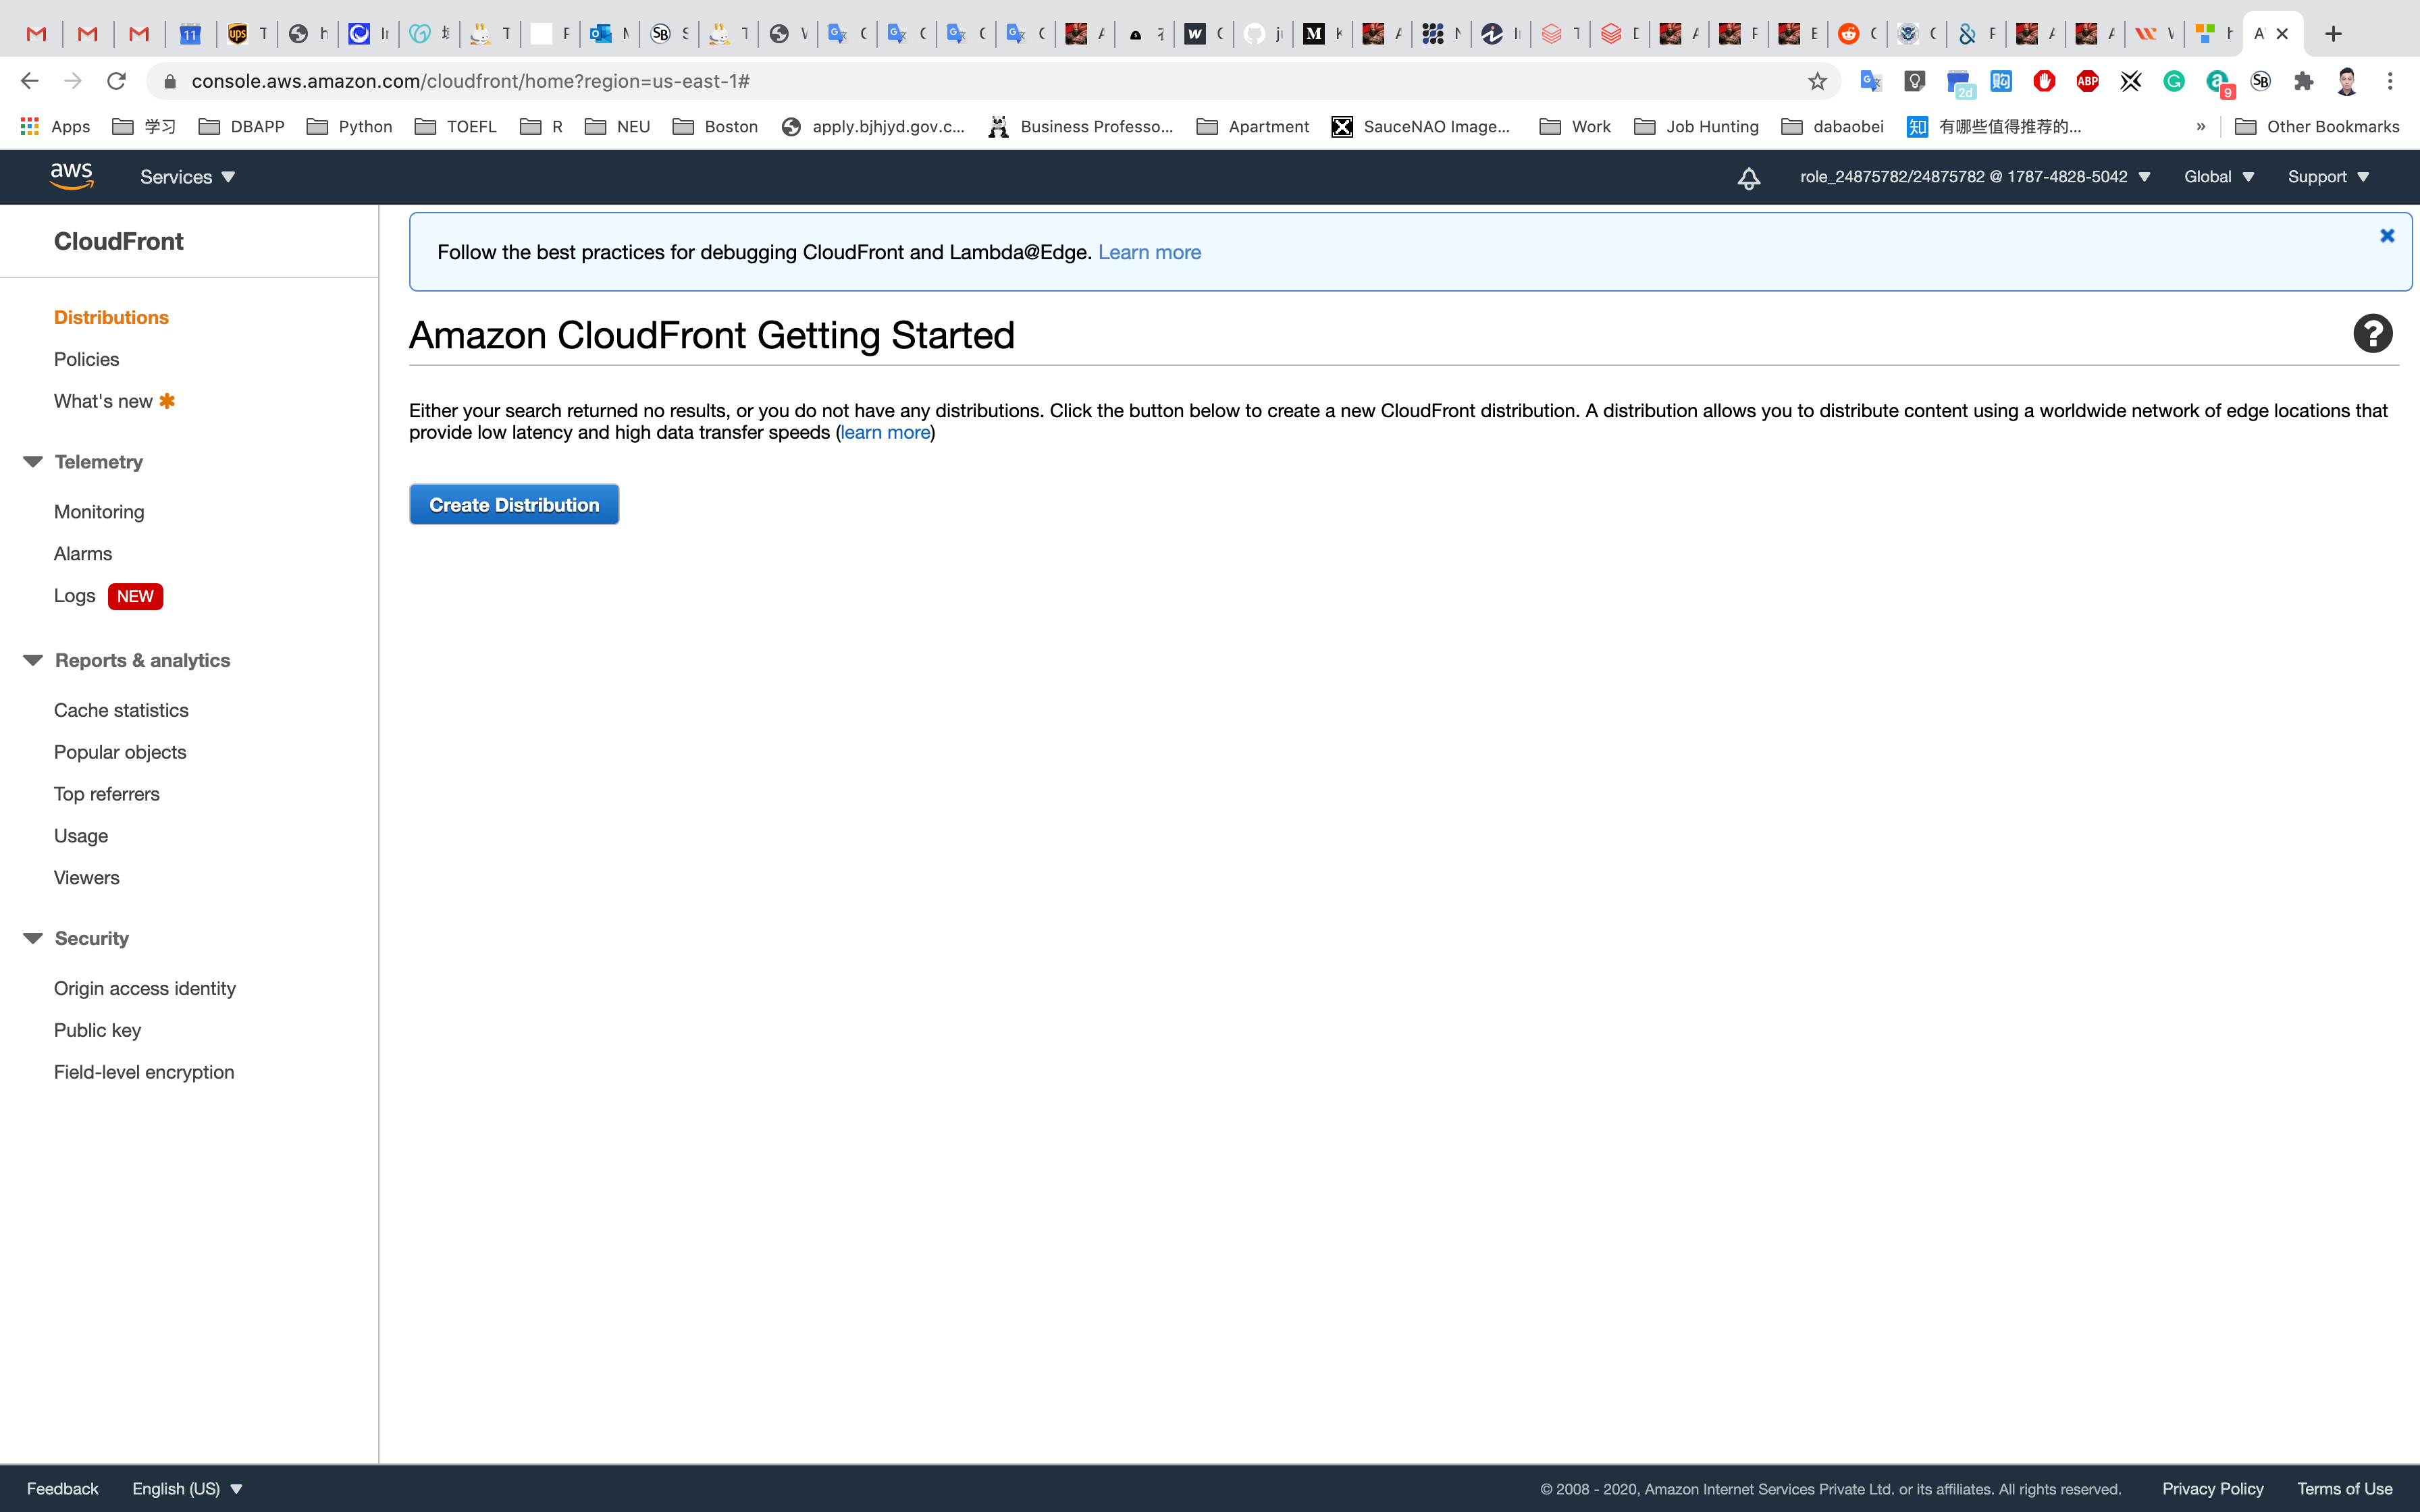 11
T
h
In
T
F
N
S
T
W
console.aws.amazon.com/cloudfront/home?region=us-east-1#
2d
ABP
9
Apps
学习
DBAPP
Python
TOEFL
R
NEU
Boston
apply.bjhjyd.gov.c...
Business Professo...
Apartment
SauceNAO Image...
Work
Job Hunting
dabaobei
知
有哪些值得推荐的...
»
Other Bookmarks
aws
Services
role_24875782/24875782 @ 1787-4828-5042
Global
Support
CloudFront
Distributions
Policies
What's new
Telemetry
Monitoring
Alarms
Logs NEW
Reports & analytics
Cache statistics
Popular objects
Top referrers
Usage
Viewers
Security
Origin access identity
Public key
Field-level encryption
Follow the best practices for debugging CloudFront and Lambda@Edge. Learn more
Amazon CloudFront Getting Started
Either your search returned no results, or you do not have any distributions. Click the button below to create a new CloudFront distribution. A distribution allows you to distribute content using a worldwide network of edge locations that
provide low latency and high data transfer speeds (learn more)
Create Distribution
Feedback
English (US)
© 2008 - 2020, Amazon Internet Services Private Ltd. or its affiliates. All rights reserved.
Privacy Policy
Terms of Use